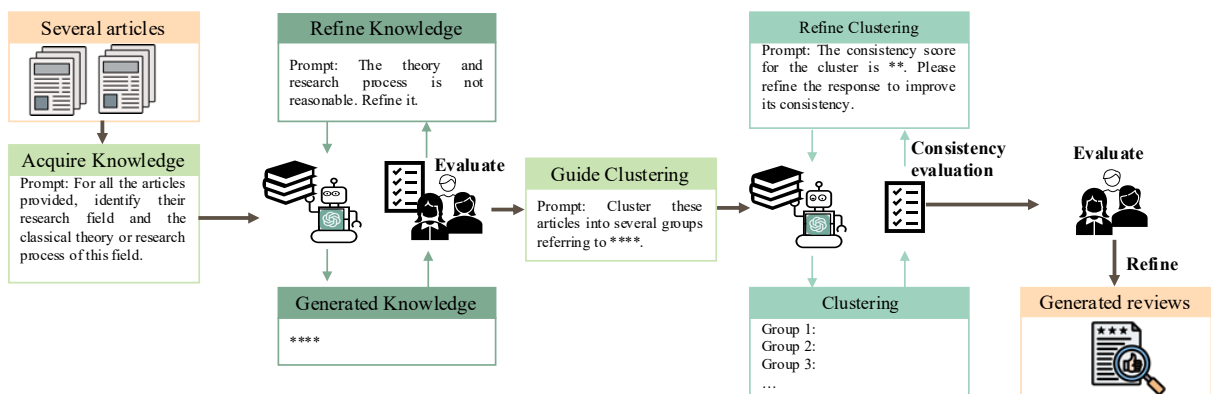 Several articles
Acquire Knowledge
Prompt: For all the articles
provided, identify their
research field and the
classical theory or research
process of this field.
Refine Knowledge
Prompt: The theory and
research process is not
reasonable. Refine it.
Evaluate
Generated Knowledge
****
Guide Clustering
Prompt: Cluster these
articles into several groups
referring to ****.
Refine Clustering
Prompt: The consistency score
for the cluster is **. Please
refine the response to improve
its consistency.
Consistency
evaluation
Clustering
Group 1:
Group 2:
Group 3:
…
Evaluate
Refine
Generated reviews